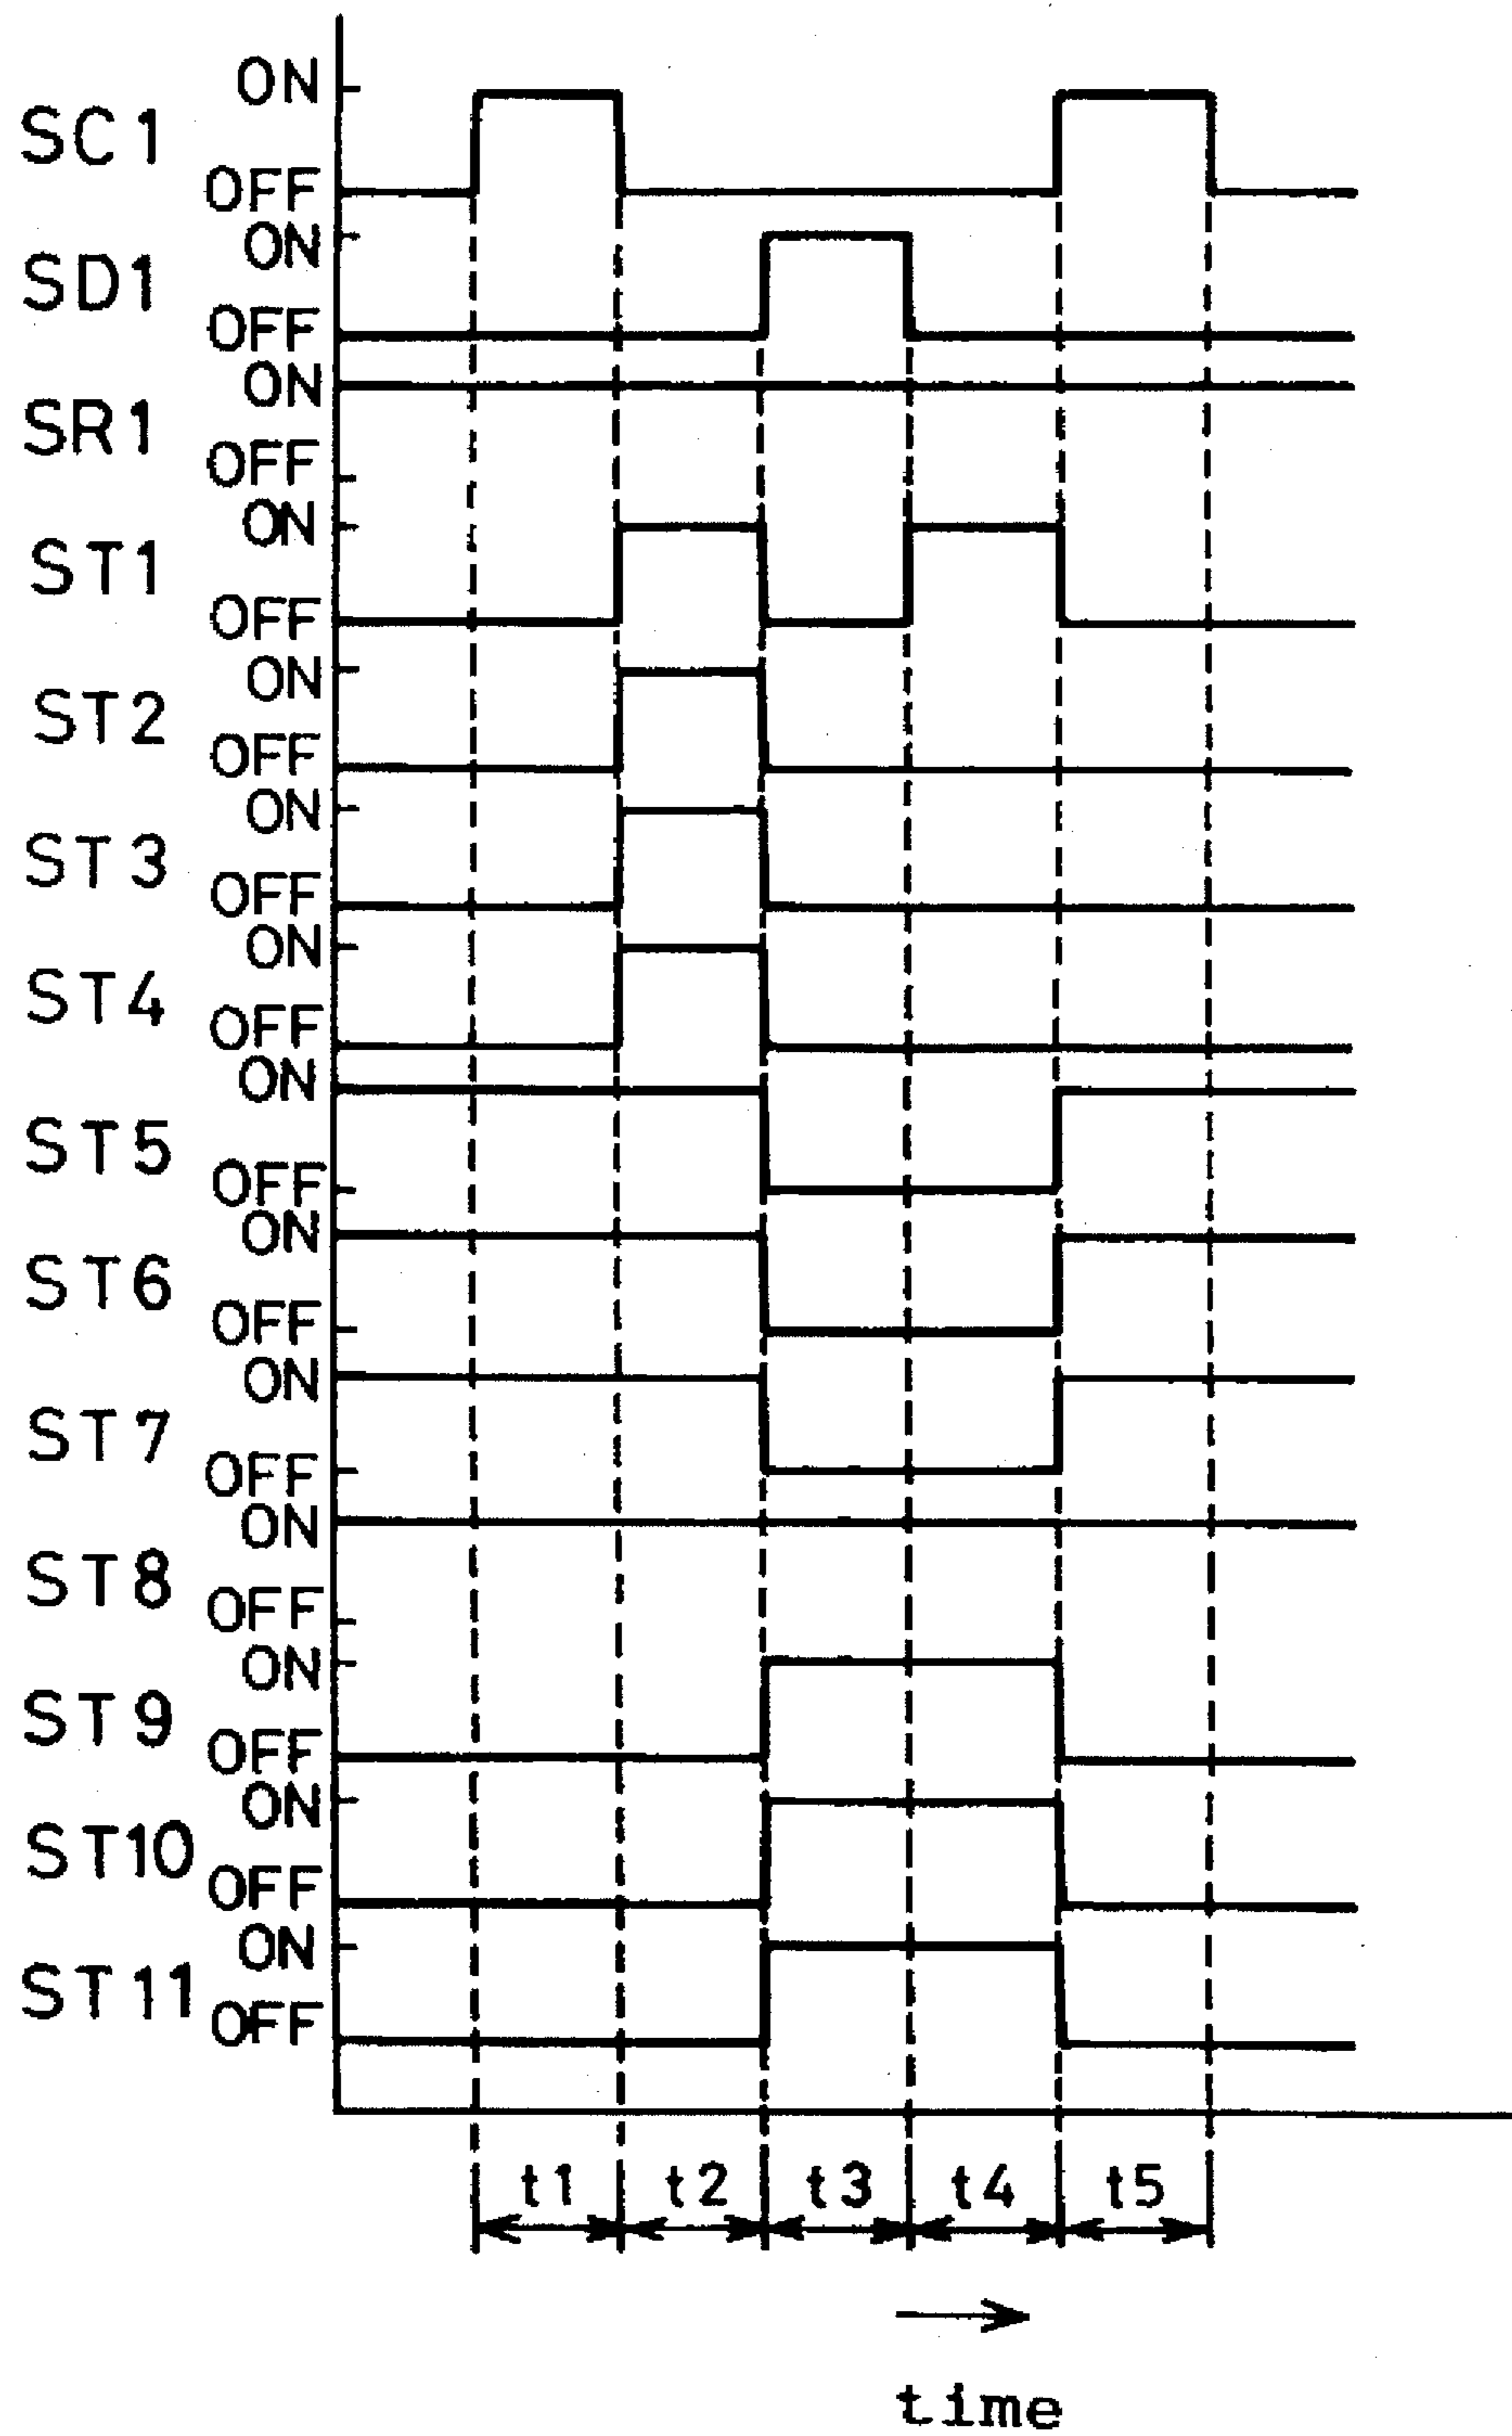 ON
SC1
OFF
ON
SD1
OFF
ON
SR1
OFF
ON
ST1
OFF
ON
ST2
OFF
ON
ST3
OFF
ON
ST4
OFF
ON
ST5
OFF
ON
ST6
OFF
ON
ST7
OFF
ON
ST8
OFF
ON
ST9
OFF
ON
ST10
OFF
ON
ST11
OFF
t1 t2 t3 t4 t5
time